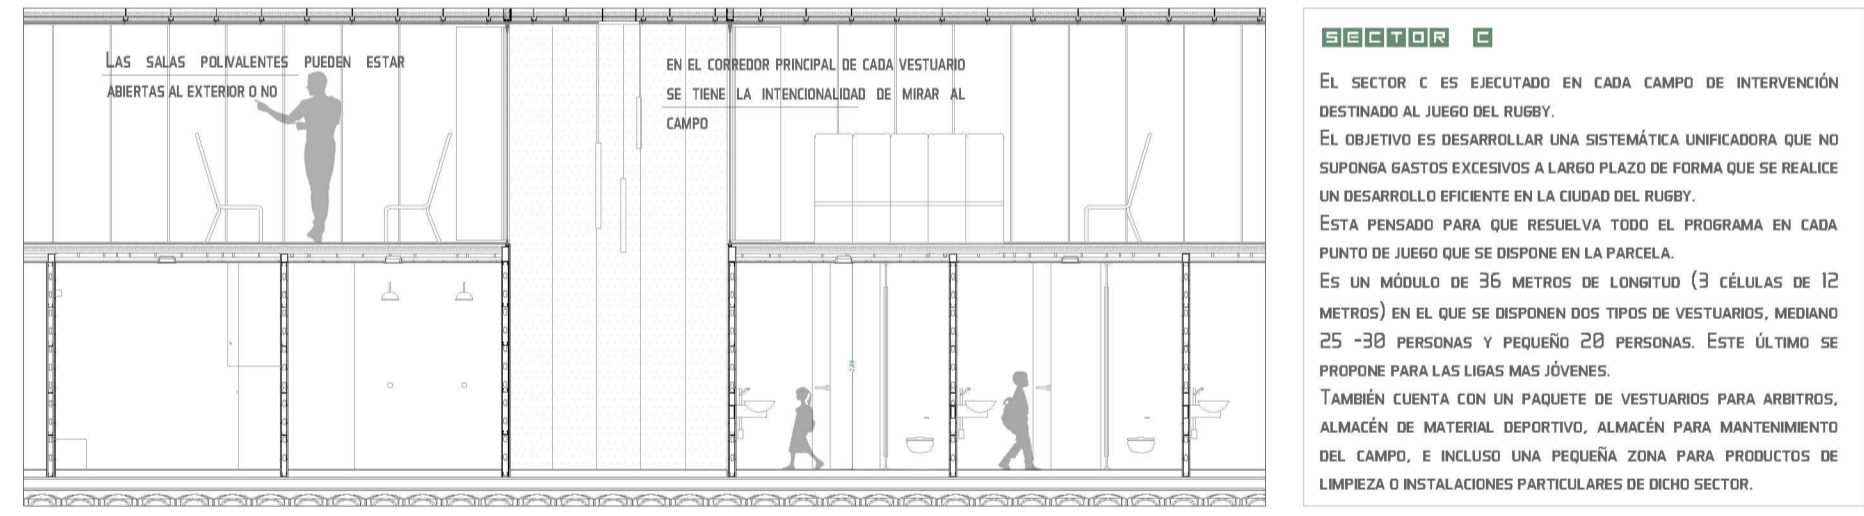 LAS SALAS POLIVALENTES PUEDEN ESTAR
ABIERTAS AL EXTERIOR O NO
EN EL CORREDOR PRINCIPAL DE CADA VESTUARIO
SE TIENE LA INTENCIONALIDAD DE MIRAR AL
CAMPO
SECTOR C
EL SECTOR C ES EJECUTADO EN CADA CAMPO DE INTERVENCIÓN
DESTINADO AL JUEGO DEL RUGBY.
EL OBJETIVO ES DESARROLLAR UNA SISTEMÁTICA UNIFICADORA QUE NO
SUPONGA GASTOS EXCESIVOS A LARGO PLAZO DE FORMA QUE SE REALICE
UN DESARROLLO EFICIENTE EN LA CIUDAD DEL RUGBY.
ESTA PENSADO PARA QUE RESUELVA TODO EL PROGRAMA EN CADA
PUNTO DE JUEGO QUE SE DISPONE EN LA PARCELA.
ES UN MÓDULO DE 36 METROS DE LONGITUD (3 CÉLULAS DE 12
METROS) EN EL QUE SE DISPONEN DOS TIPOS DE VESTUARIOS, MEDIANO
25 -30 PERSONAS Y PEQUEÑO 20 PERSONAS. ESTE ÚLTIMO SE
PROPONE PARA LAS LIGAS MAS JÓVENES.
TAMBIÉN CUENTA CON UN PAQUETE DE VESTUARIOS PARA ARBITROS,
ALMACÉN DE MATERIAL DEPORTIVO, ALMACÉN PARA MANTENIMIENTO
DEL CAMPO, E INCLUSO UNA PEQUEÑA ZONA PARA PRODUCTOS DE
LIMPIEZA O INSTALACIONES PARTICULARES DE DICHO SECTOR.